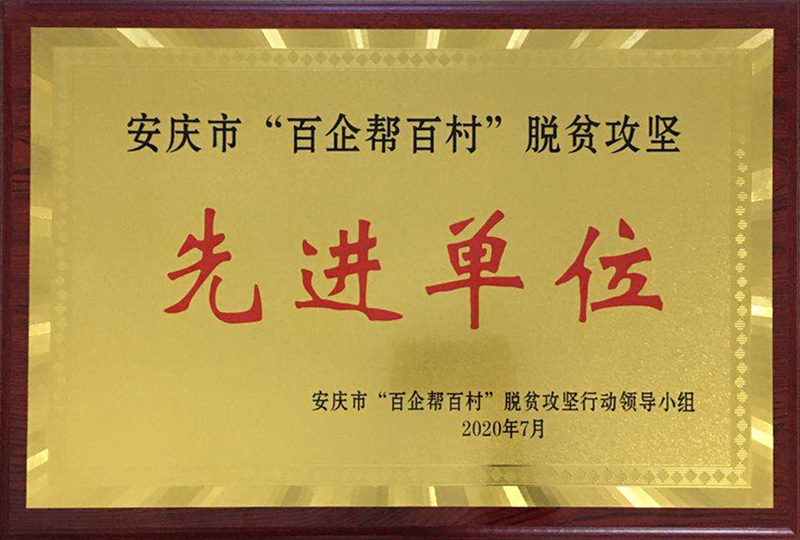 安庆市“百企帮百村”脱贫攻坚
先进单位
安庆市“百企帮百村”脱贫攻坚行动领导小组
2020年7月